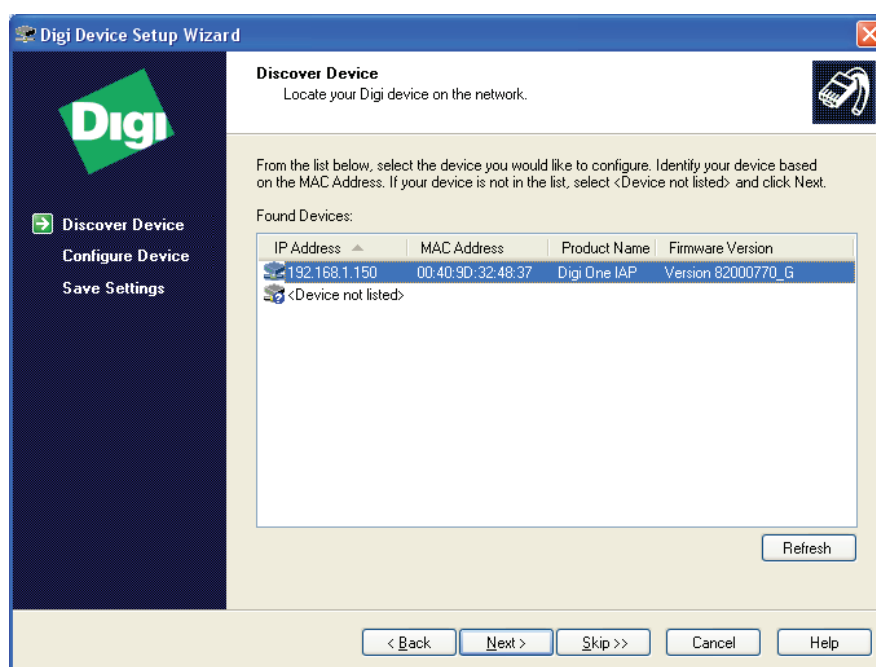 Digi Device Setup Wizard
Digi
Discover Device
Configure Device
Save Settings
Discover Device
Locate your Digi device on the network.
From the list below, select the device you would like to configure. Identify your device based
on the MAC Address. If your device is not in the list, select <Device not listed> and click Next.
Found Devices:
IP Address MAC Address Product Name Firmware Version
192.168.1.150 00:40:9D:32:48:37 Digi One IAP Version 82000770_G
<Device not listed>
Refresh
< Back Next > Skip >> Cancel Help